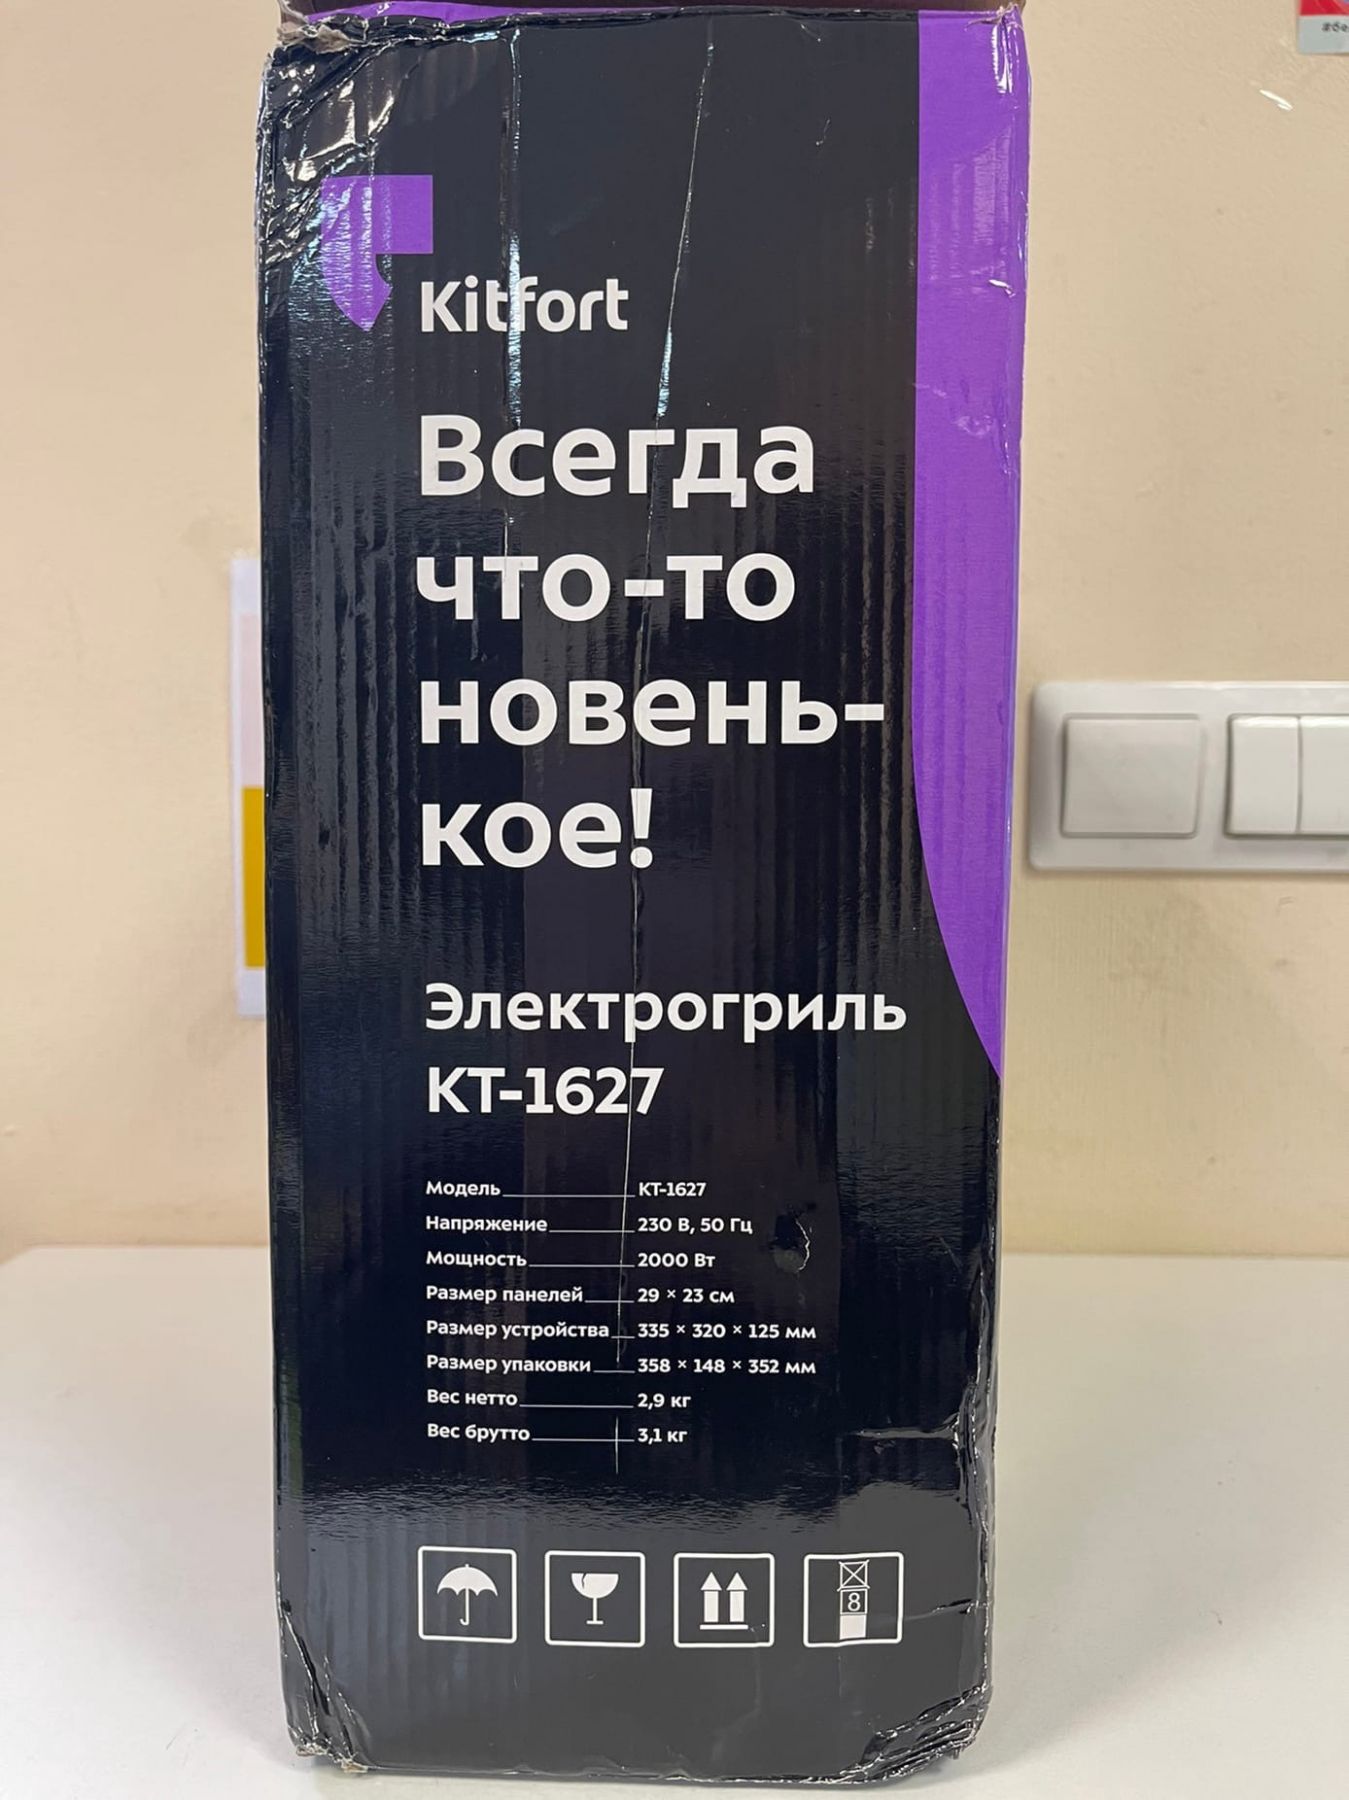 Kitfort
Всегда
что-то
новень-
кое!
Электрогриль
КТ-1627
Модель КТ-1627
Напряжение 230 В, 50 Гц
Мощность 2000 Вт
Размер панелей 29 × 23 см
Размер устройства 335 × 320 × 125 мм
Размер упаковки 358 × 148 × 352 мм
Вес нетто 2,9 кг
Вес брутто 3,1 кг
8